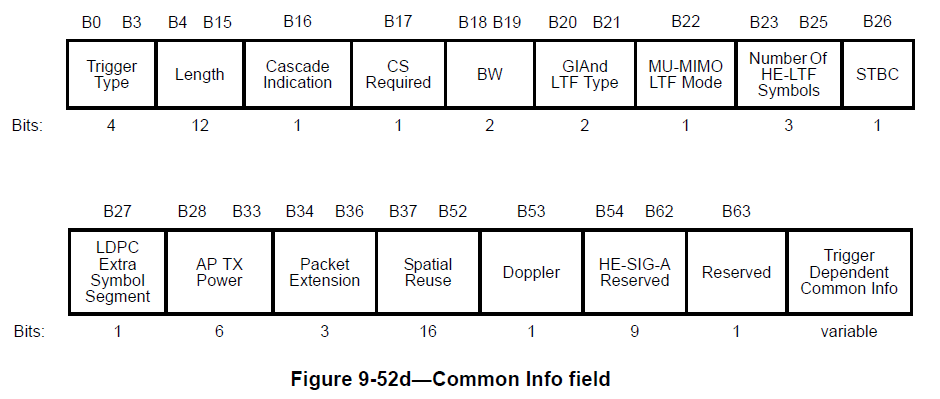 B0 B3 B4 B15 B16 B17 B18 B19 B20 B21 B22 B23 B25 B26
Trigger Type Length Cascade Indication CS Required BW GIAnd LTF Type MU-MIMO LTF Mode Number Of HE-LTF Symbols STBC
Bits: 4 12 1 1 2 2 1 3 1
B27 B28 B33 B34 B36 B37 B52 B53 B54 B62 B63
LDPC Extra Symbol Segment AP TX Power Packet Extension Spatial Reuse Doppler HE-SIG-A Reserved Reserved Trigger Dependent Common Info
Bits: 1 6 3 16 1 9 1 variable
Figure 9-52d—Common Info field